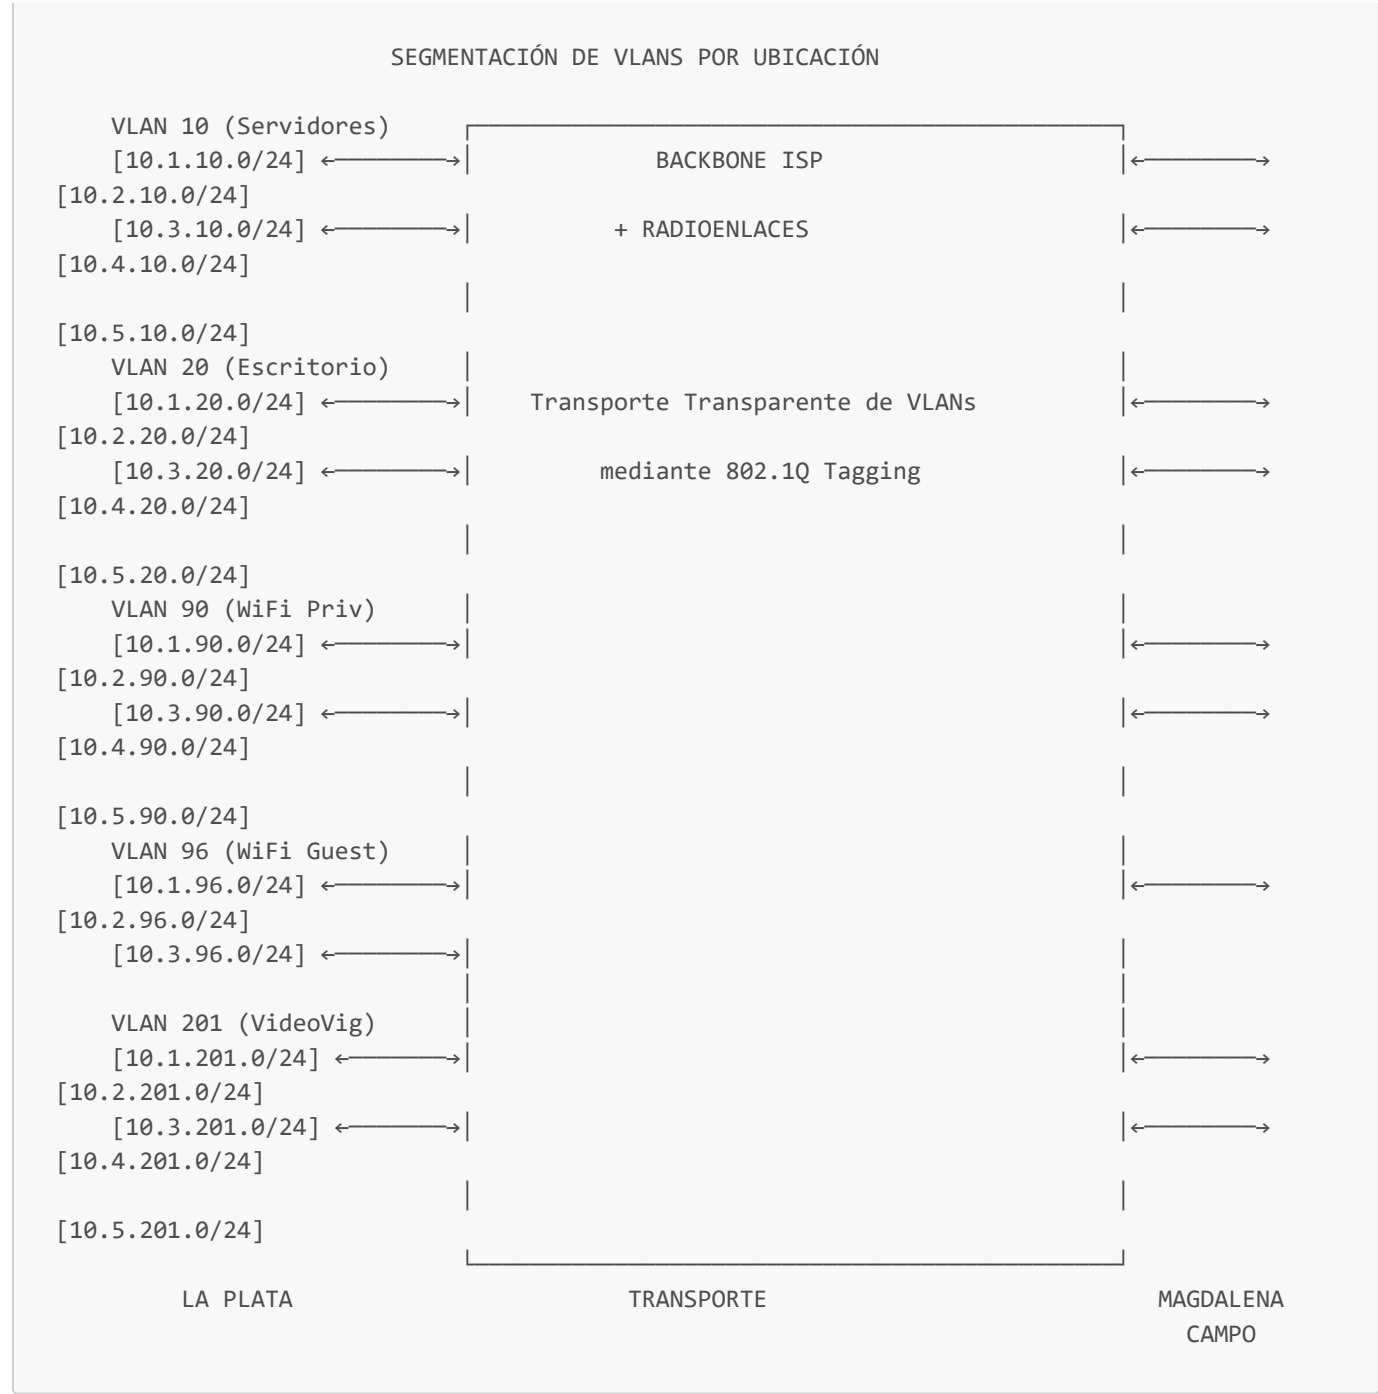 SEGMENTACIÓN DE VLANS POR UBICACIÓN
VLAN 10 (Servidores) ┌───────────────────────────────────────────────┐
[10.1.10.0/24] ←────────→│ BACKBONE ISP │←────────→
[10.2.10.0/24]
[10.3.10.0/24] ←────────→│ + RADIOENLACES │←────────→
[10.4.10.0/24]
│ │
[10.5.10.0/24]
VLAN 20 (Escritorio) │ │
[10.1.20.0/24] ←────────→│ Transporte Transparente de VLANs │←────────→
[10.2.20.0/24]
[10.3.20.0/24] ←────────→│ mediante 802.1Q Tagging │←────────→
[10.4.20.0/24]
│ │
[10.5.20.0/24]
VLAN 90 (WiFi Priv) │ │
[10.1.90.0/24] ←────────→│ │←────────→
[10.2.90.0/24]
[10.3.90.0/24] ←────────→│ │←────────→
[10.4.90.0/24]
│ │
[10.5.90.0/24]
VLAN 96 (WiFi Guest) │ │
[10.1.96.0/24] ←────────→│ │←────────→
[10.2.96.0/24]
[10.3.96.0/24] ←────────→│ │
│ │
VLAN 201 (VideoVig) │ │
[10.1.201.0/24] ←───────→│ │←────────→
[10.2.201.0/24]
[10.3.201.0/24] ←───────→│ │←────────→
[10.4.201.0/24]
│ │
[10.5.201.0/24]
└───────────────────────────────────────────────┘
LA PLATA TRANSPORTE MAGDALENA
CAMPO